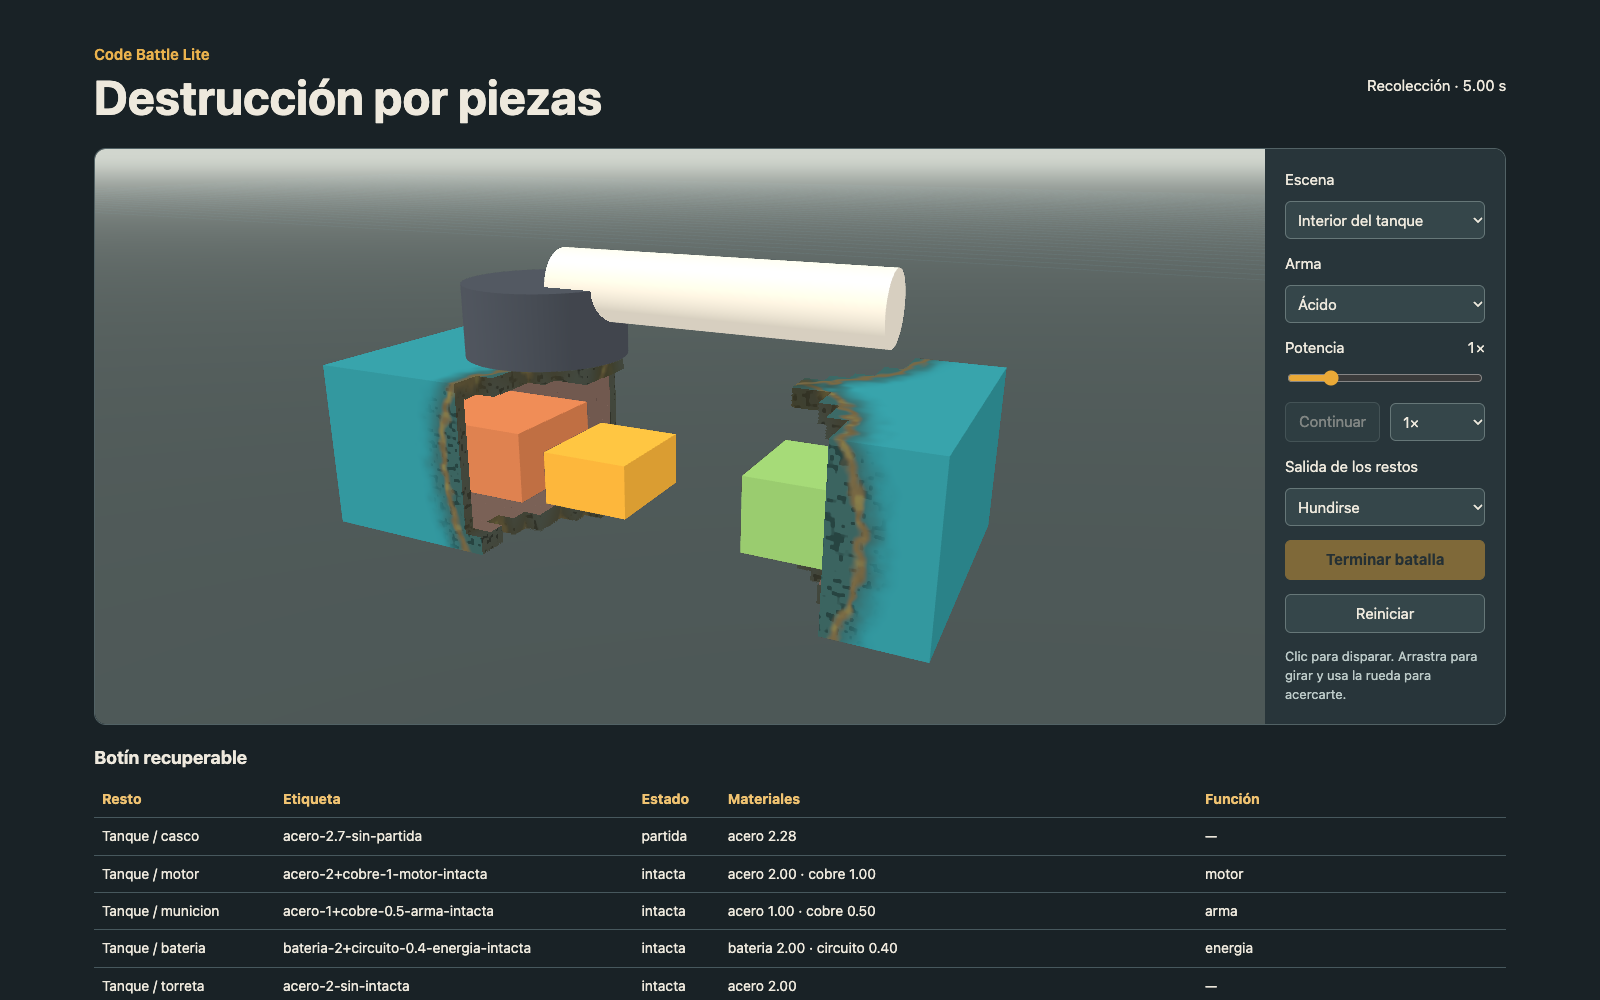 Code Battle Lite
Destrucción por piezas
Recolección · 5.00 s
Escena
Interior del tanque
Arma
Ácido
Potencia 1×
Continuar 1×
Salida de los restos
Hundirse
Terminar batalla
Reiniciar
Clic para disparar. Arrastra para
girar y usa la rueda para
acercarte.
Botín recuperable
Resto Etiqueta Estado Materiales Función
Tanque / casco acero-2.7-sin-partida partida acero 2.28 —
Tanque / motor acero-2+cobre-1-motor-intacta intacta acero 2.00 · cobre 1.00 motor
Tanque / municion acero-1+cobre-0.5-arma-intacta intacta acero 1.00 · cobre 0.50 arma
Tanque / bateria bateria-2+circuito-0.4-energia-intacta intacta bateria 2.00 · circuito 0.40 energia
Tanque / torreta acero-2-sin-intacta intacta acero 2.00 —